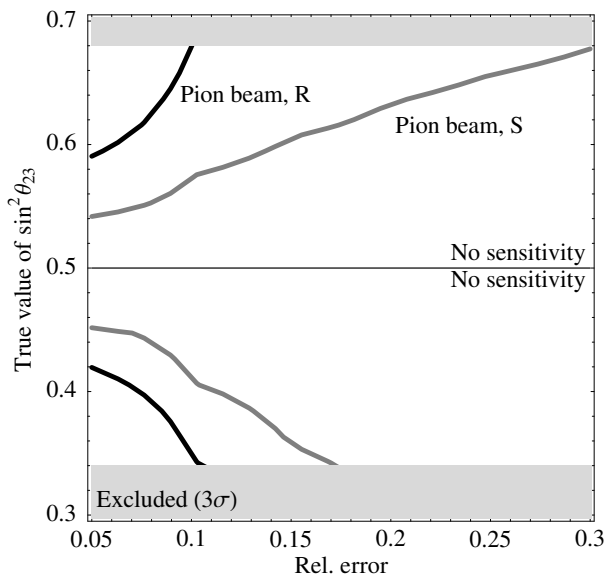 0.7
0.6
0.5
0.4
0.3
True value of sin²θ₂₃
Pion beam, R
Pion beam, S
No sensitivity
No sensitivity
Excluded (3σ)
0.05 0.1 0.15 0.2 0.25 0.3
Rel. error